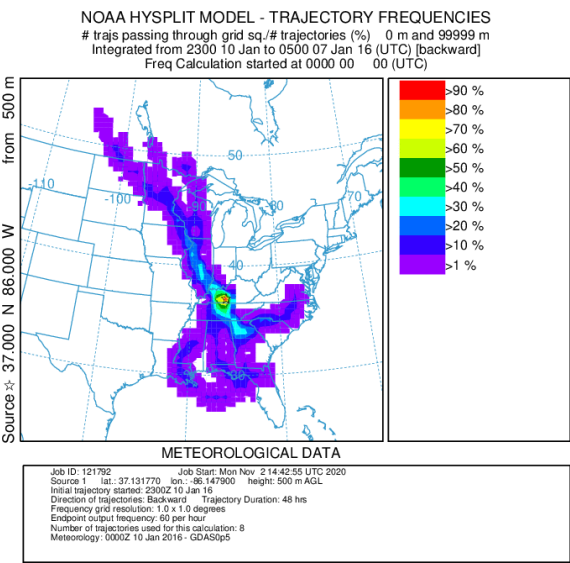 NOAA HYSPLIT MODEL - TRAJECTORY FREQUENCIES
# trajs passing through grid sq./# trajectories (%) 0 m and 99999 m
Integrated from 2300 10 Jan to 0500 07 Jan 16 (UTC) [backward]
Freq Calculation started at 0000 00 00 (UTC)
Source ☆ 37.000 N 86.000 W from 500 m
-110
-100
-90
-80
-70
50
40
30
>90 %
>80 %
>70 %
>60 %
>50 %
>40 %
>30 %
>20 %
>10 %
>1 %
METEOROLOGICAL DATA
Job ID: 121792 Job Start: Mon Nov 2 14:42:55 UTC 2020
Source 1 lat.: 37.131770 lon.: -86.147900 height: 500 m AGL
Initial trajectory started: 2300Z 10 Jan 16
Direction of trajectories: Backward Trajectory Duration: 48 hrs
Frequency grid resolution: 1.0 x 1.0 degrees
Endpoint output frequency: 60 per hour
Number of trajectories used for this calculation: 8
Meteorology: 0000Z 10 Jan 2016 - GDAS0p5